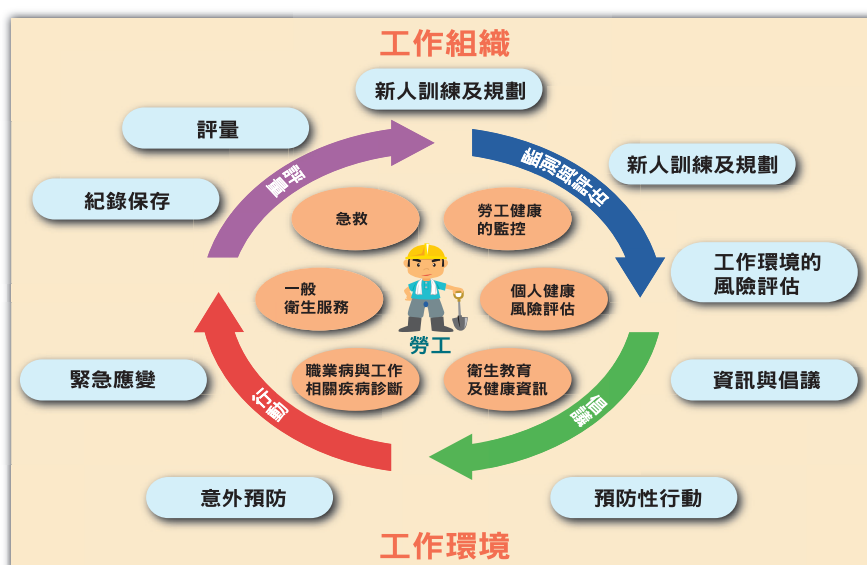 工作組織
新人訓練及規劃
評量
紀錄保存
評量
監測與評估
新人訓練及規劃
急救
勞工健康
的監控
工作環境的
風險評估
一般
衛生服務
個人健康
風險評估
勞工
緊急應變
職業病與工作
相關疾病診斷
衛生教育
及健康資訊
資訊與倡議
行動
倡議
意外預防
預防性行動
工作環境